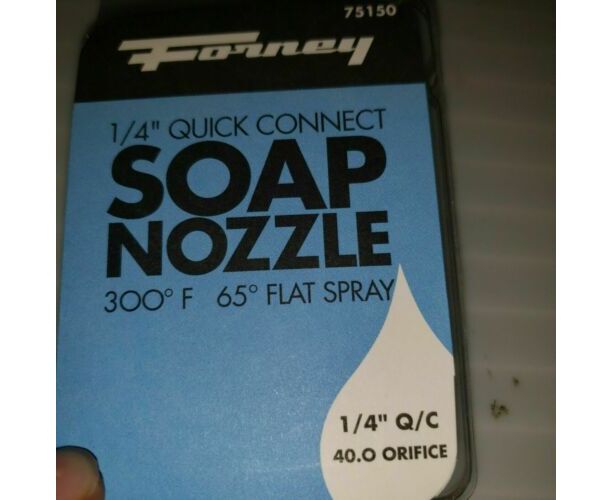 75150
Forney
1/4" QUICK CONNECT
SOAP
NOZZLE
300° F 65° FLAT SPRAY
1/4" Q/C
40.0 ORIFICE